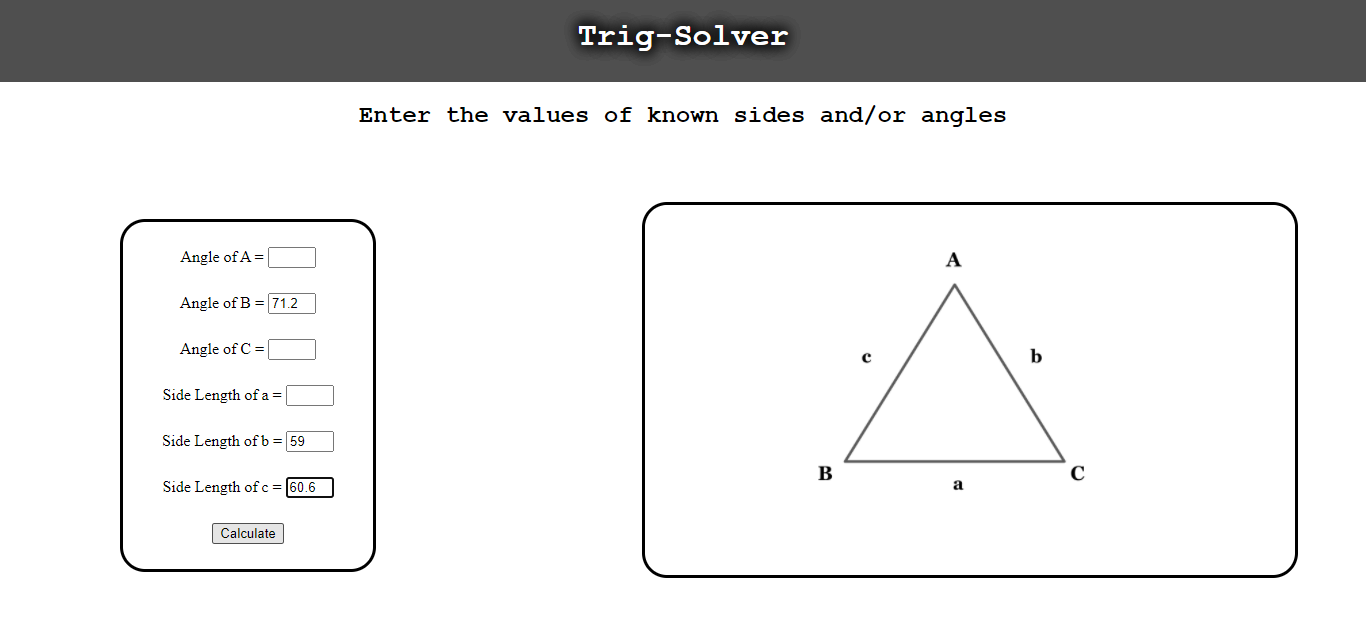 Trig-Solver
Enter the values of known sides and/or angles
Angle of A =
Angle of B = 71.2
Angle of C =
Side Length of a =
Side Length of b = 59
Side Length of c = 60.6
Calculate
A
c
b
B
C
a